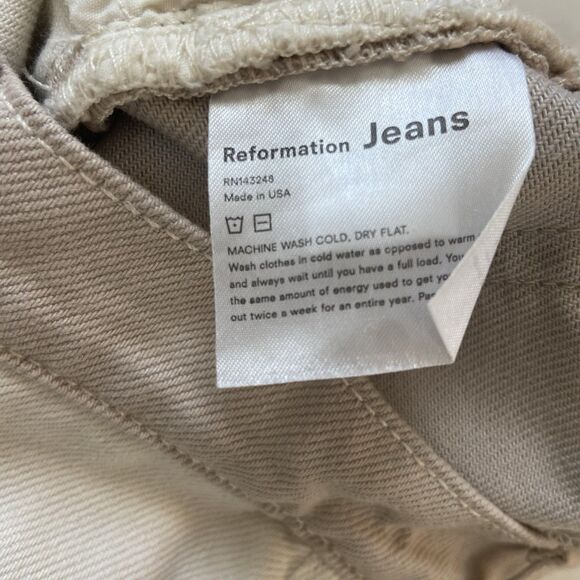 Reformation Jeans
RN143248
Made in USA
MACHINE WASH COLD, DRY FLAT.
Wash clothes in cold water as opposed to warm
and always wait until you have a full load.
the same amount of energy used to get
out twice a week for an entire year.